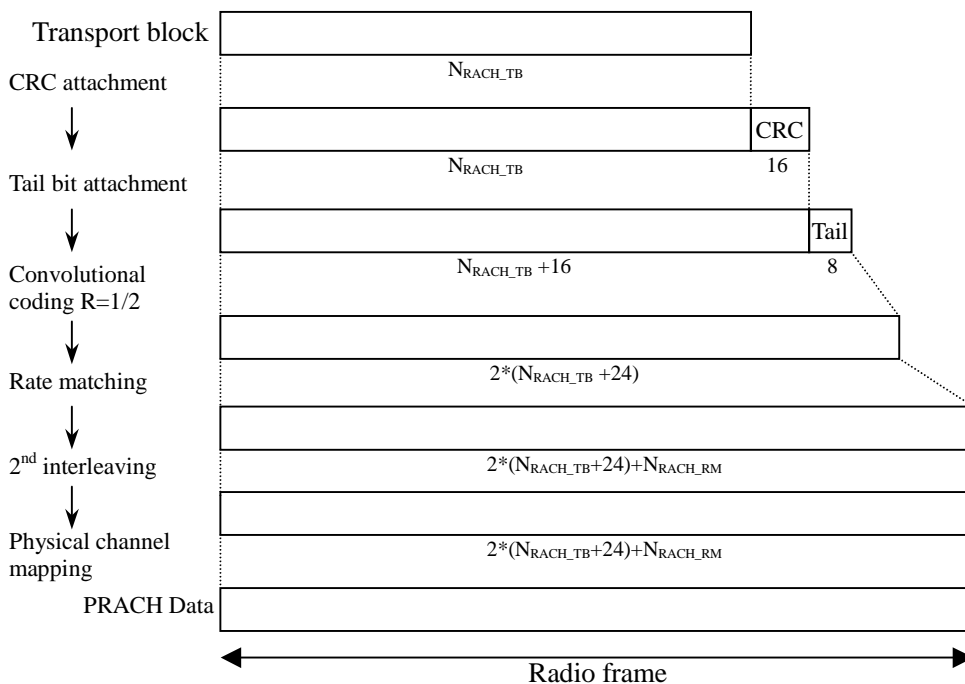 Transport block
N_RACH_TB
CRC attachment
CRC
N_RACH_TB
16
Tail bit attachment
Tail
N_RACH_TB +16
8
Convolutional
coding R=1/2
2*(N_RACH_TB +24)
Rate matching
2*(N_RACH_TB+24)+N_RACH_RM
2nd interleaving
2*(N_RACH_TB+24)+N_RACH_RM
Physical channel
mapping
PRACH Data
Radio frame